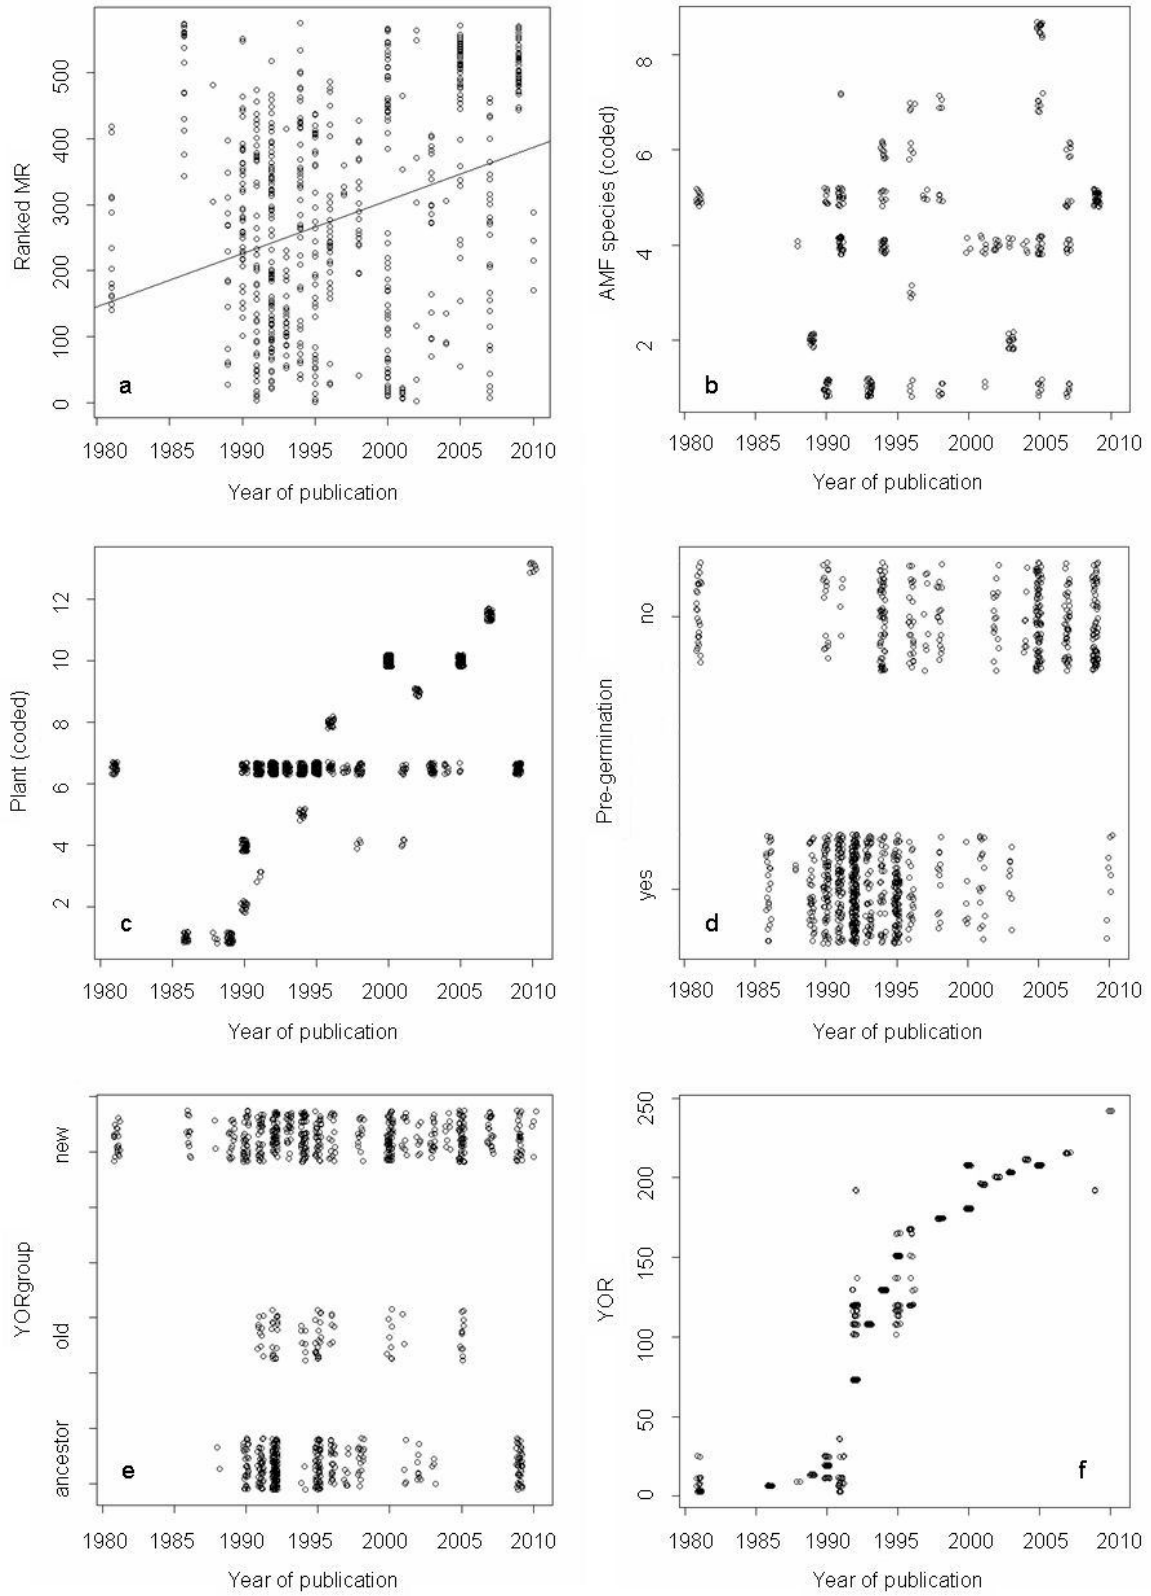 Ranked MR
500
400
300
200
100
0
a
1980 1985 1990 1995 2000 2005 2010
Year of publication
AMF species (coded)
8
6
4
2
b
1980 1985 1990 1995 2000 2005 2010
Year of publication
Plant (coded)
12
10
8
6
4
2
c
1980 1985 1990 1995 2000 2005 2010
Year of publication
Pre-germination
no
yes
d
1980 1985 1990 1995 2000 2005 2010
Year of publication
YORgroup
new
old
ancestor
e
1980 1985 1990 1995 2000 2005 2010
Year of publication
YOR
250
200
150
100
50
0
f
1980 1985 1990 1995 2000 2005 2010
Year of publication